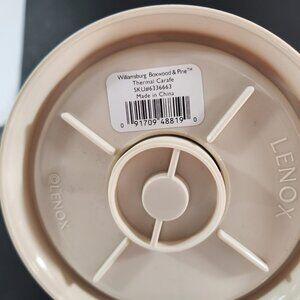 Williamsburg Boxwood & Pine™
Thermal Carafe
SKU#6336663
Made in China
0 91709 48819 0
LENOX
©LENOX